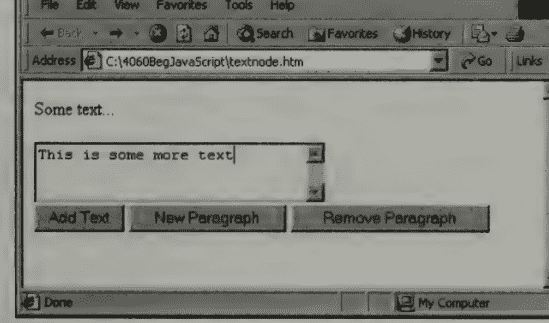 File Edit View Favorites Tools Help
Back Search Favorites History
Address C:\4060BegJavaScript\textnode.htm Go Links
Some text...
This is some more text
Add Text New Paragraph Remove Paragraph
Done My Computer